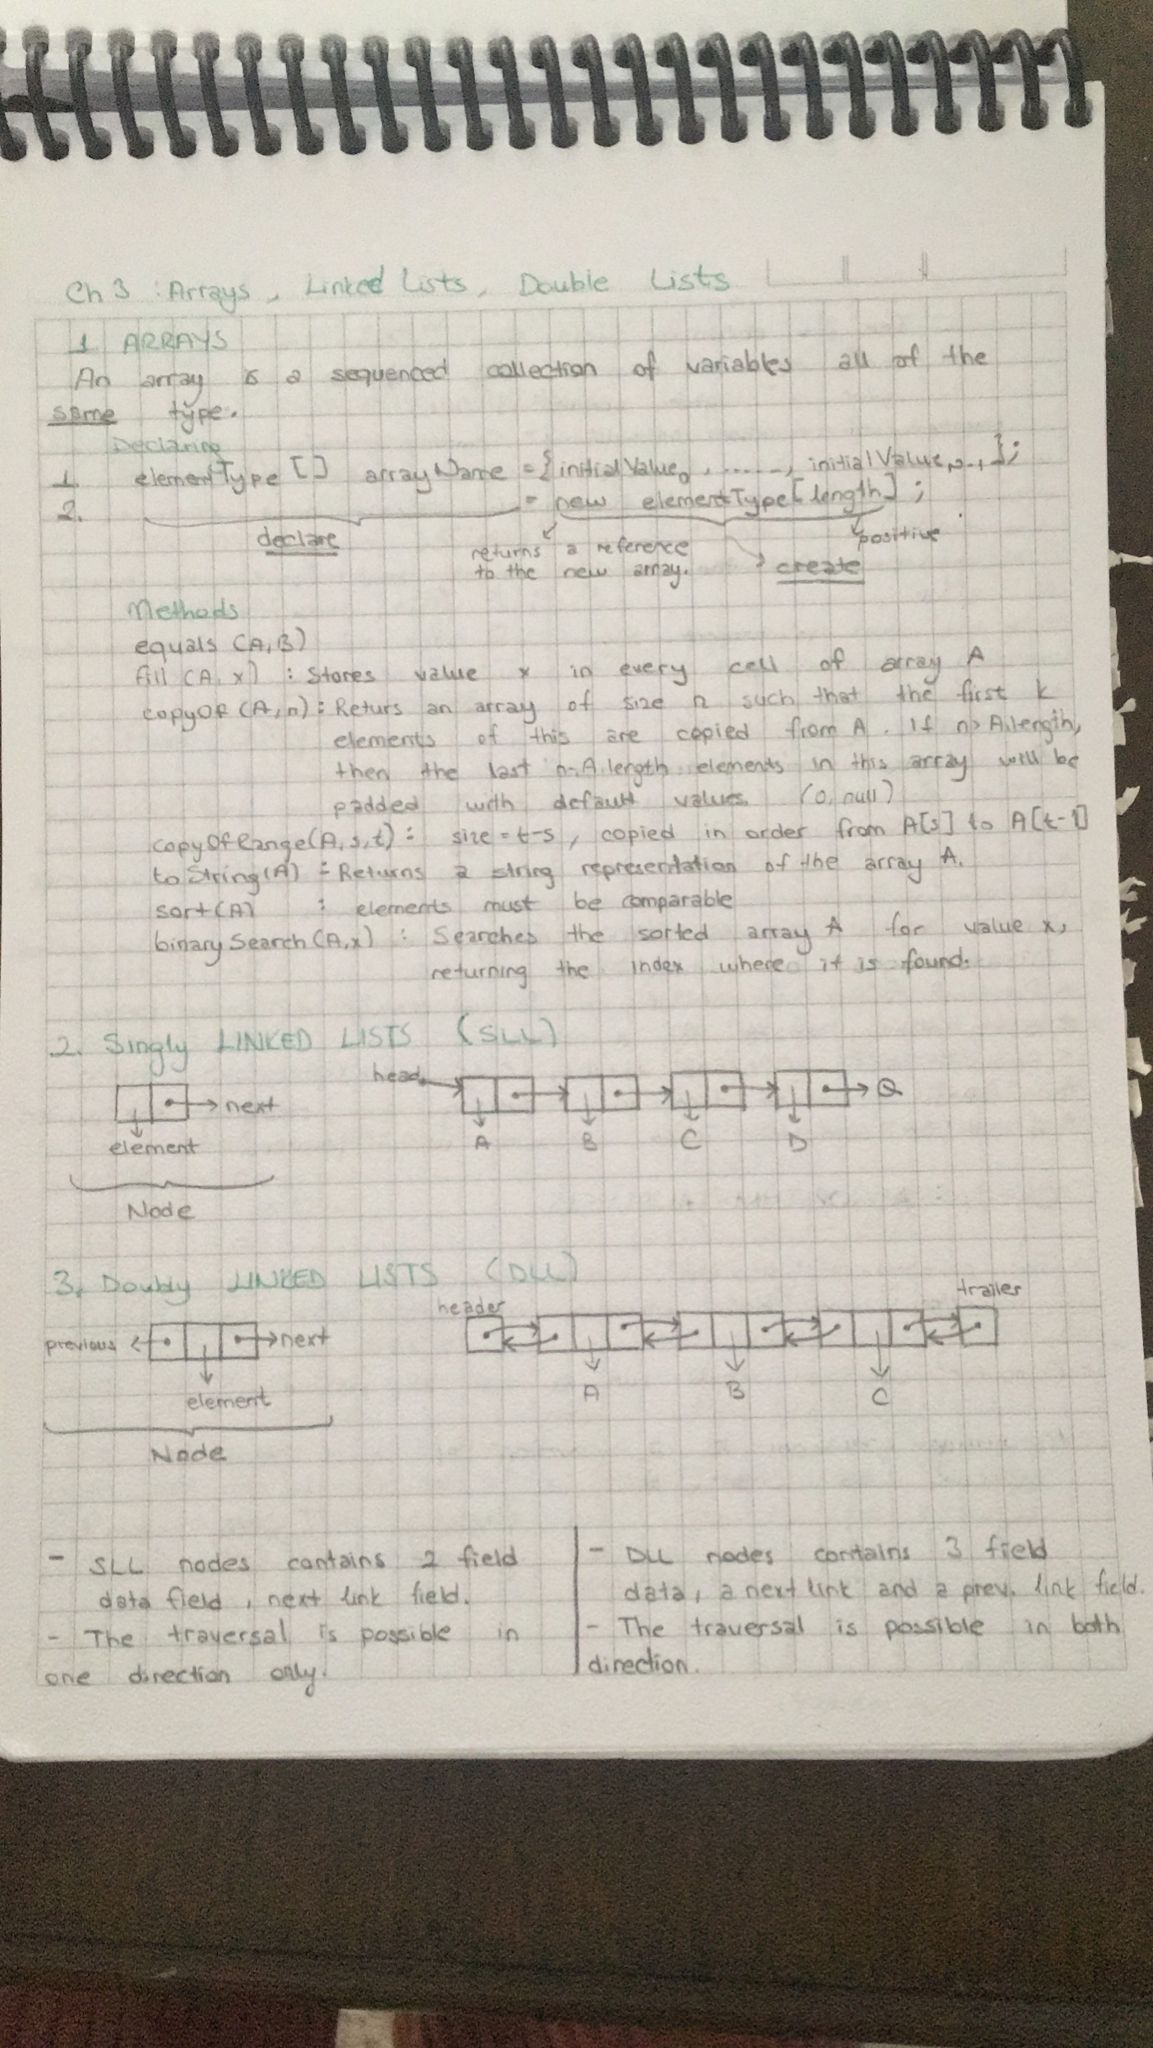 Ch 3 : Arrays, Linked Lists, Double Lists
1 ARRAYS
An array is a sequenced collection of variables all of the
same type.
Declaring
1. elementType [] arrayName = {initialValue0, ......, initialValuen-1};
2. = new elementType[length];
declare
positive
returns a reference
to the new array.
create
Methods
equals (A,B)
fill (A, x) : Stores value x in every cell of array A
copyOf (A,n) : Returs an array of size n such that the first k
elements of this are copied from A. If n> A.length,
then the last n-A.length elements in this array will be
padded with default values (0, null)
copyOfRange(A,s,t) : size = t-s, copied in order from A[s] to A[t-1]
toString(A) : Returns a string representation of the array A.
sort(A) : elements must be comparable
binarySearch (A,x) : Searches the sorted array A for value x,
returning the index where it is found.
2. Singly LINKED LISTS (SLL)
head
next
Ø
element
A B C D
Node
3. Doubly LINKED LISTS (DLL)
header
trailer
previous
next
element
A B C
Node
- SLL nodes contains 2 field
data field, next link field.
- The traversal is possible in
one direction only.
- DLL nodes contains 3 field
data, a next link and a prev. link field.
- The traversal is possible in both
direction.